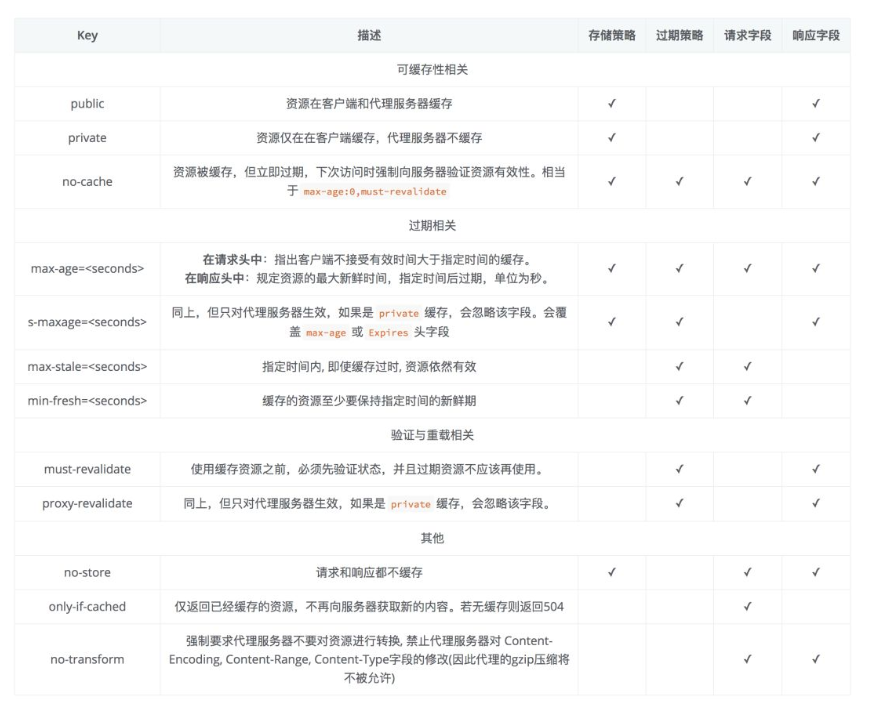 Key 描述 存储策略 过期策略 请求字段 响应字段
可缓存性相关
public 资源在客户端和代理服务器缓存 ✓ ✓
private 资源仅在在客户端缓存，代理服务器不缓存 ✓ ✓
资源被缓存，但立即过期，下次访问时强制向服务器验证资源有效性。相当
no-cache ✓ ✓ ✓ ✓
于 max-age:0,must-revalidate
过期相关
在请求头中：指出客户端不接受有效时间大于指定时间的缓存。
max-age=<seconds> ✓ ✓ ✓ ✓
在响应头中：规定资源的最大新鲜时间，指定时间后过期，单位为秒。
同上，但只对代理服务器生效，如果是 private 缓存，会忽略该字段。会覆
s-maxage=<seconds> ✓ ✓ ✓
盖 max-age 或 Expires 头字段
max-stale=<seconds> 指定时间内, 即使缓存过时, 资源依然有效 ✓ ✓
min-fresh=<seconds> 缓存的资源至少要保持指定时间的新鲜期 ✓ ✓
验证与重载相关
must-revalidate 使用缓存资源之前，必须先验证状态，并且过期资源不应该再使用。 ✓ ✓
proxy-revalidate 同上，但只对代理服务器生效，如果是 private 缓存，会忽略该字段。 ✓ ✓
其他
no-store 请求和响应都不缓存 ✓ ✓ ✓
only-if-cached 仅返回已经缓存的资源，不再向服务器获取新的内容。若无缓存则返回504 ✓
强制要求代理服务器不要对资源进行转换, 禁止代理服务器对 Content-
no-transform Encoding, Content-Range, Content-Type字段的修改(因此代理的gzip压缩将 ✓ ✓
不被允许)